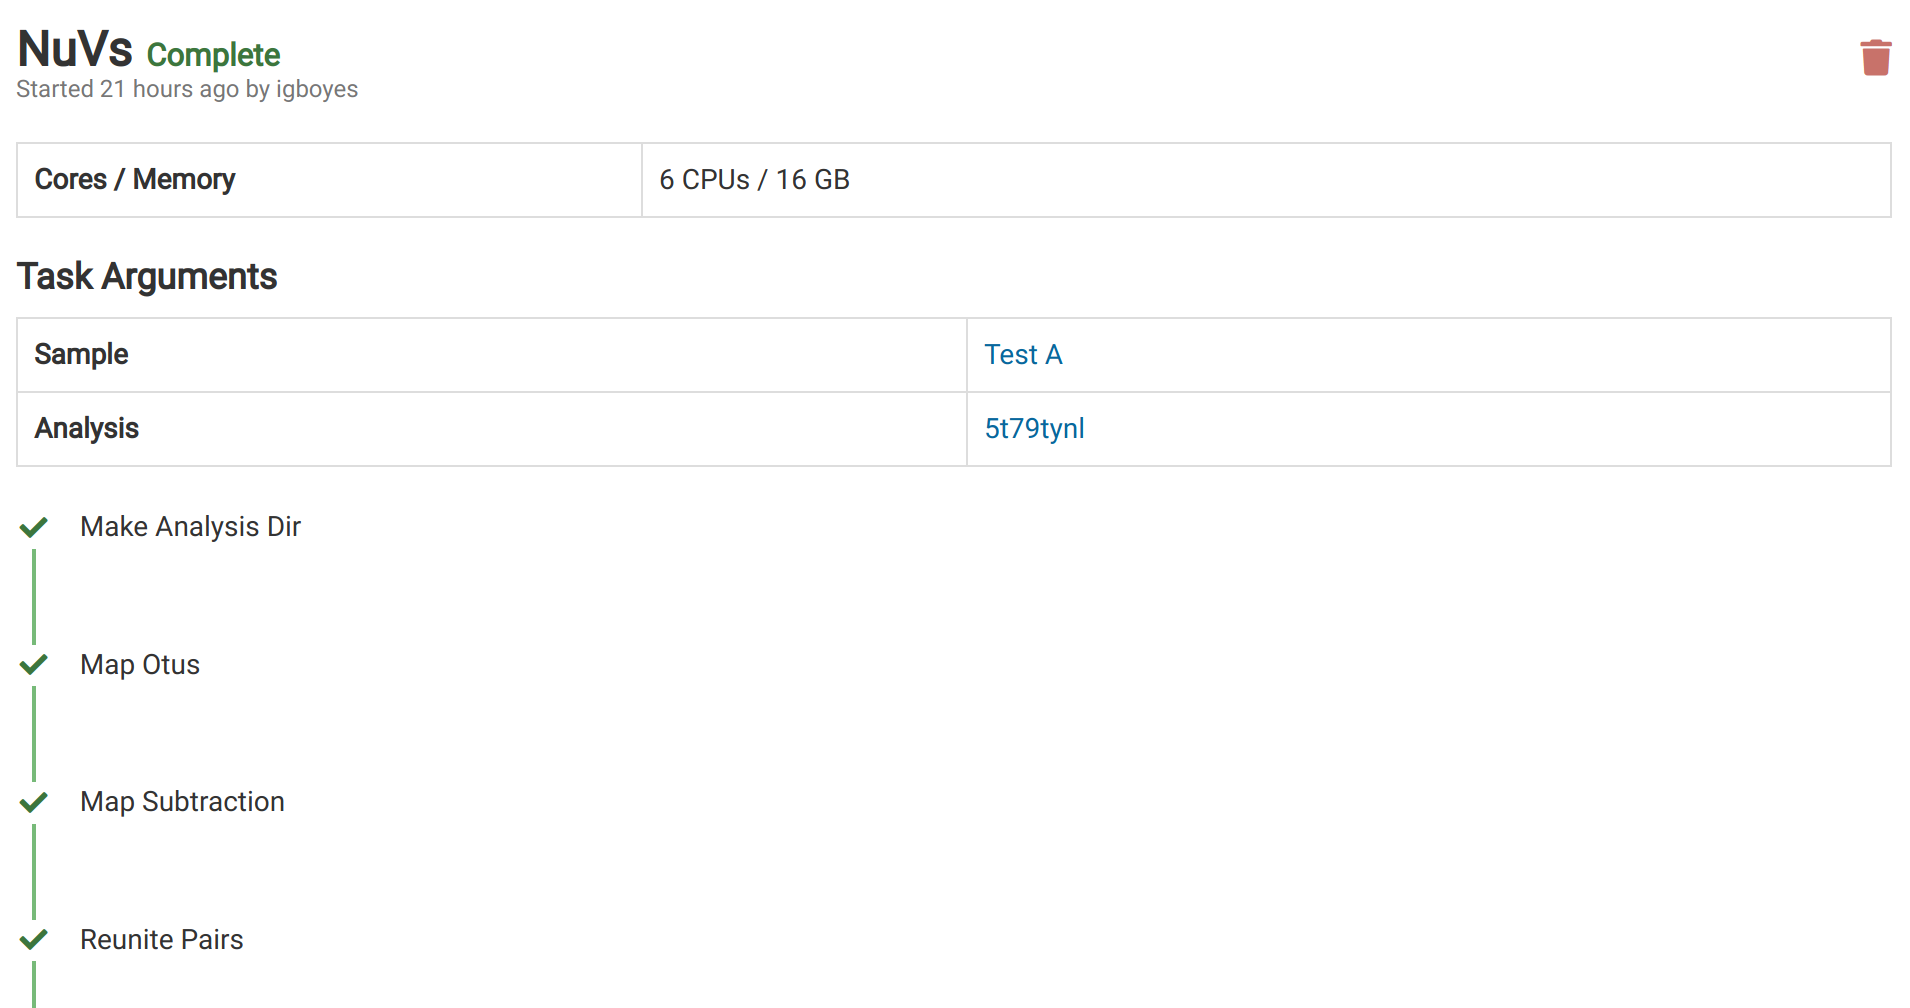 NuVs Complete
Started 21 hours ago by igboyes
Cores / Memory 6 CPUs / 16 GB
Task Arguments
Sample Test A
Analysis 5t79tynl
Make Analysis Dir
Map Otus
Map Subtraction
Reunite Pairs